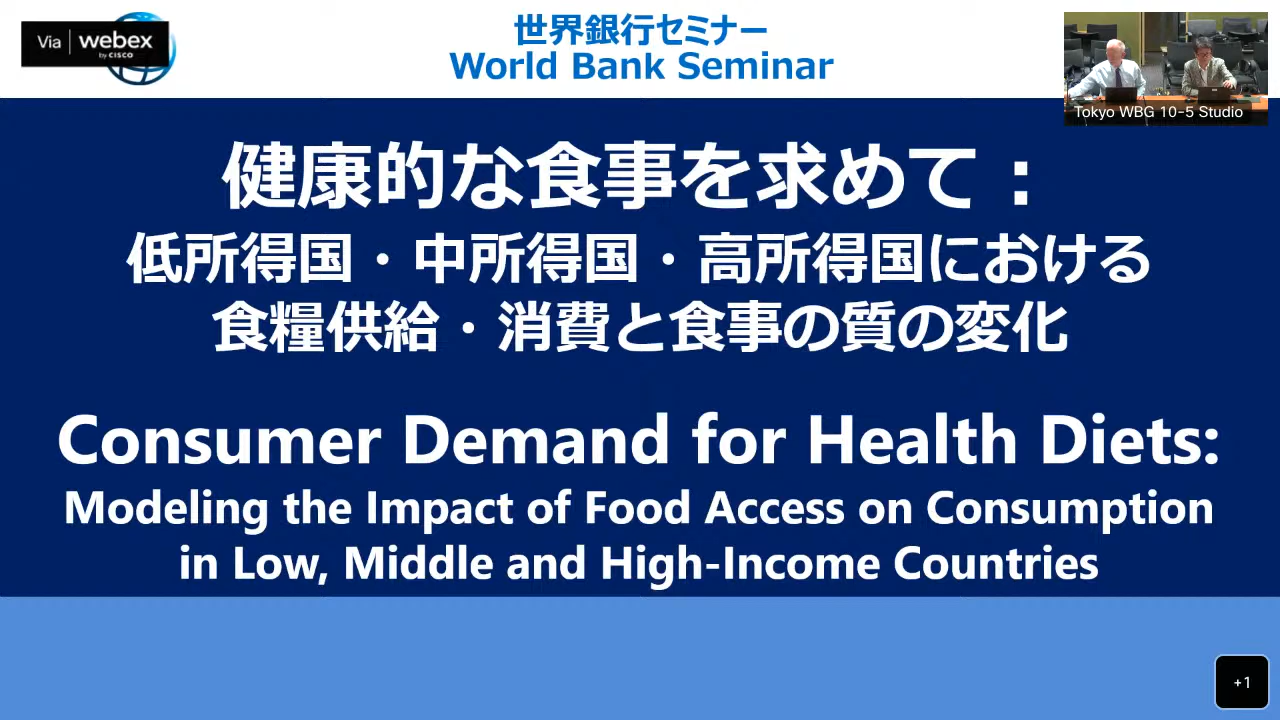 Via | webex
by CISCO
世界銀行セミナー
World Bank Seminar
Tokyo WBG 10-5 Studio
健康的な食事を求めて：
低所得国・中所得国・高所得国における
食糧供給・消費と食事の質の変化
Consumer Demand for Health Diets:
Modeling the Impact of Food Access on Consumption
in Low, Middle and High-Income Countries
+1